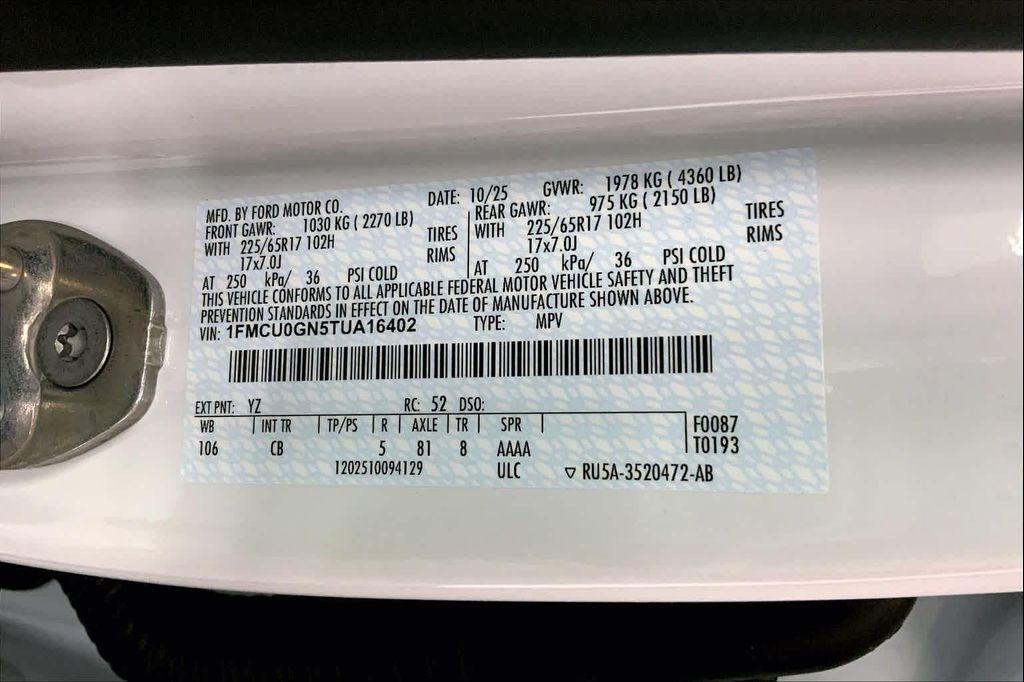 MFD. BY FORD MOTOR CO. DATE: 10/25 GVWR: 1978 KG ( 4360 LB)
FRONT GAWR: 1030 KG ( 2270 LB) REAR GAWR: 975 KG ( 2150 LB)
WITH 225/65R17 102H TIRES WITH 225/65R17 102H TIRES
17x7.0J RIMS 17x7.0J RIMS
AT 250 kPa/ 36 PSI COLD AT 250 kPa/ 36 PSI COLD
THIS VEHICLE CONFORMS TO ALL APPLICABLE FEDERAL MOTOR VEHICLE SAFETY AND THEFT
PREVENTION STANDARDS IN EFFECT ON THE DATE OF MANUFACTURE SHOWN ABOVE.
VIN: 1FMCU0GN5TUA16402 TYPE: MPV
EXT PNT: YZ RC: 52 DSO:
WB INT TR TP/PS R AXLE TR SPR F0087
106 CB 5 81 8 AAAA T0193
1202510094129 ULC ▽ RU5A-3520472-AB